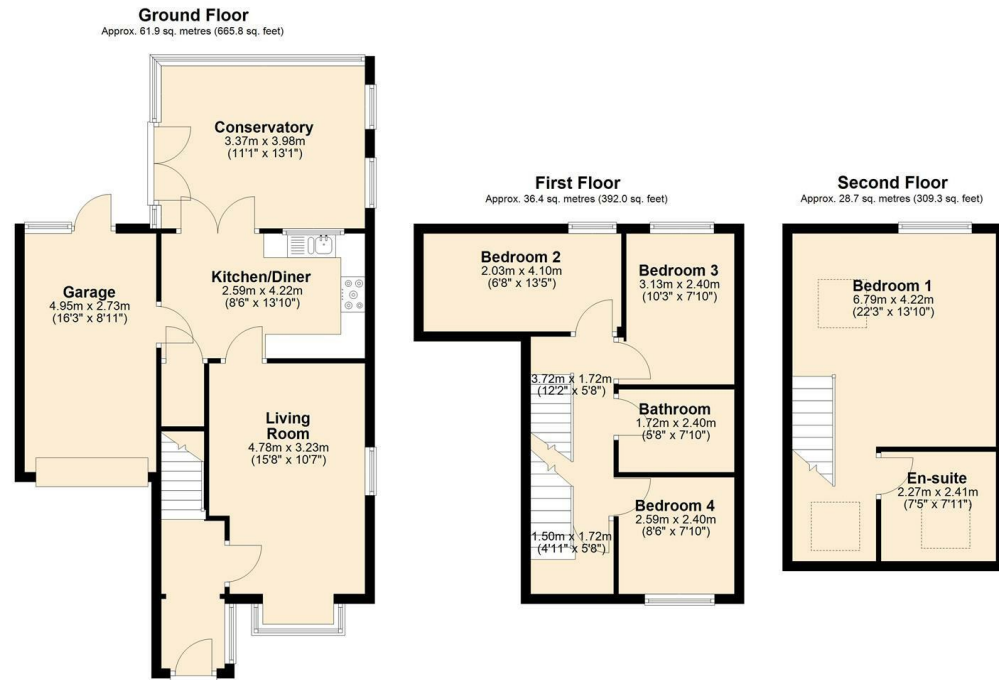 Ground Floor
Approx. 61.9 sq. metres (665.8 sq. feet)
Conservatory
3.37m x 3.98m
(11'1" x 13'1")
Kitchen/Diner
2.59m x 4.22m
(8'6" x 13'10")
Garage
4.95m x 2.73m
(16'3" x 8'11")
Living
Room
4.78m x 3.23m
(15'8" x 10'7")
First Floor
Approx. 36.4 sq. metres (392.0 sq. feet)
Bedroom 2
2.03m x 4.10m
(6'8" x 13'5")
Bedroom 3
3.13m x 2.40m
(10'3" x 7'10")
3.72m x 1.72m
(12'2" x 5'8")
Bathroom
1.72m x 2.40m
(5'8" x 7'10")
Bedroom 4
2.59m x 2.40m
(8'6" x 7'10")
1.50m x 1.72m
(4'11" x 5'8")
Second Floor
Approx. 28.7 sq. metres (309.3 sq. feet)
Bedroom 1
6.79m x 4.22m
(22'3" x 13'10")
En-suite
2.27m x 2.41m
(7'5" x 7'11")